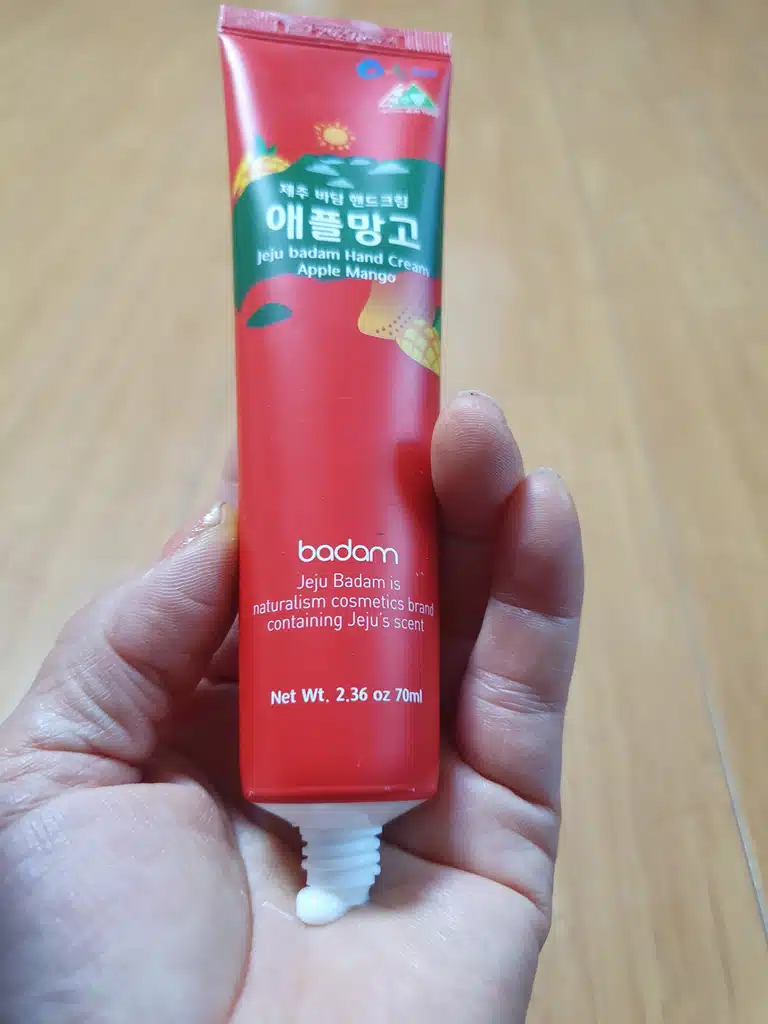 제주 바담 핸드크림
애플망고
Jeju badam Hand Cream
Apple Mango
badam
Jeju Badam is
naturalism cosmetics brand
containing Jeju's scent
Net Wt. 2.36 oz 70ml